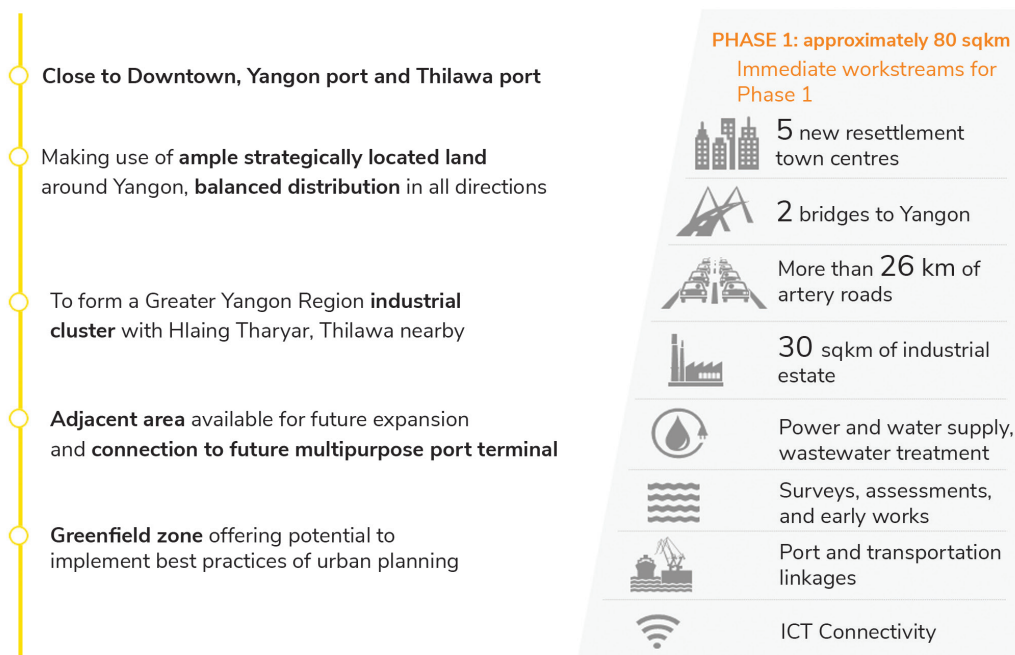 Close to Downtown, Yangon port and Thilawa port
Making use of ample strategically located land
around Yangon, balanced distribution in all directions
To form a Greater Yangon Region industrial
cluster with Hlaing Tharyar, Thilawa nearby
Adjacent area available for future expansion
and connection to future multipurpose port terminal
Greenfield zone offering potential to
implement best practices of urban planning
PHASE 1: approximately 80 sqkm
Immediate workstreams for
Phase 1
5 new resettlement
town centres
2 bridges to Yangon
More than 26 km of
artery roads
30 sqkm of industrial
estate
Power and water supply,
wastewater treatment
Surveys, assessments,
and early works
Port and transportation
linkages
ICT Connectivity